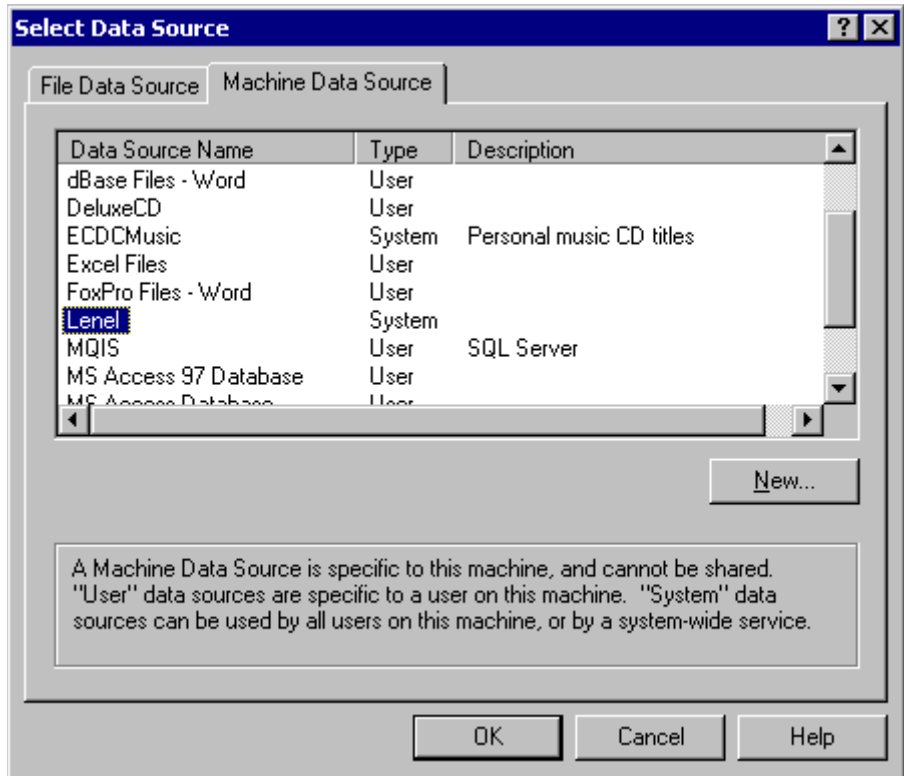 Select Data Source
File Data Source Machine Data Source
Data Source Name Type Description
dBase Files - Word User
DeluxeCD User
ECDCMusic System Personal music CD titles
Excel Files User
FoxPro Files - Word User
Lenel System
MQIS User SQL Server
MS Access 97 Database User
MS Access Database User
New...
A Machine Data Source is specific to this machine, and cannot be shared.
"User" data sources are specific to a user on this machine. "System" data
sources can be used by all users on this machine, or by a system-wide service.
OK Cancel Help